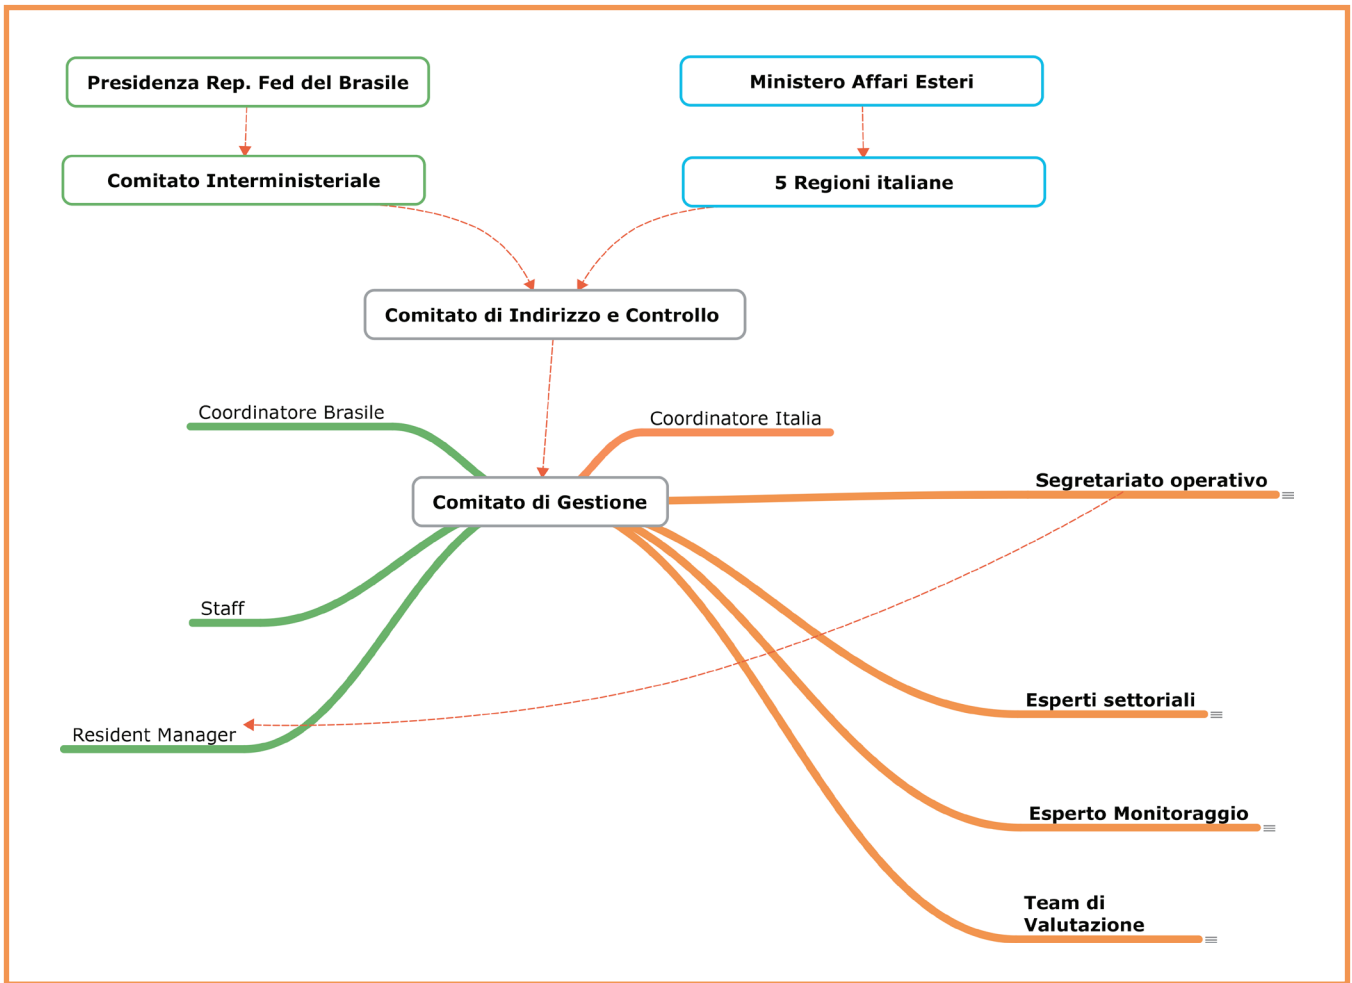 Presidenza Rep. Fed del Brasile
Ministero Affari Esteri
Comitato Interministeriale
5 Regioni italiane
Comitato di Indirizzo e Controllo
Coordinatore Brasile
Coordinatore Italia
Segretariato operativo
Comitato di Gestione
Staff
Esperti settoriali
Resident Manager
Esperto Monitoraggio
Team di
Valutazione